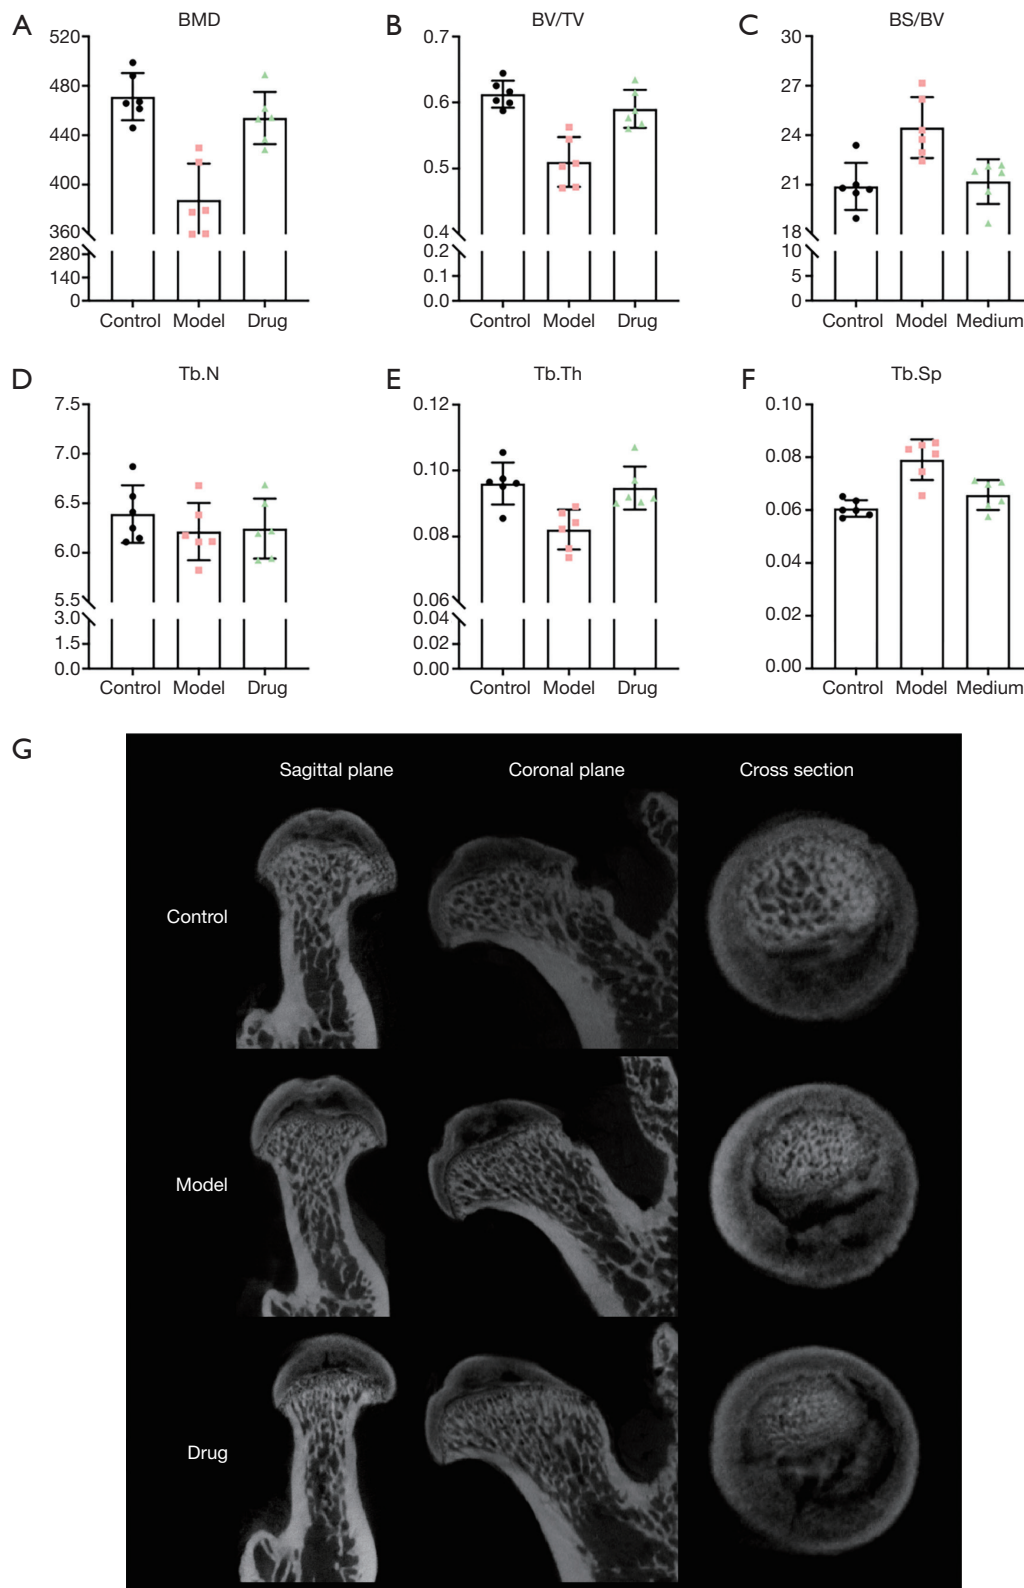 A
BMD
520
480
440
400
360
280
140
0
Control Model Drug
B
BV/TV
0.7
0.6
0.5
0.4
0.2
0.1
0.0
Control Model Drug
C
BS/BV
30
27
24
21
18
10
5
0
Control Model Medium
D
Tb.N
7.5
7.0
6.5
6.0
5.5
3.0
1.5
0.0
Control Model Drug
E
Tb.Th
0.12
0.10
0.08
0.06
0.04
0.02
0.00
Control Model Drug
F
Tb.Sp
0.10
0.08
0.06
0.04
0.02
0.00
Control Model Medium
G
Sagittal plane Coronal plane Cross section
Control
Model
Drug